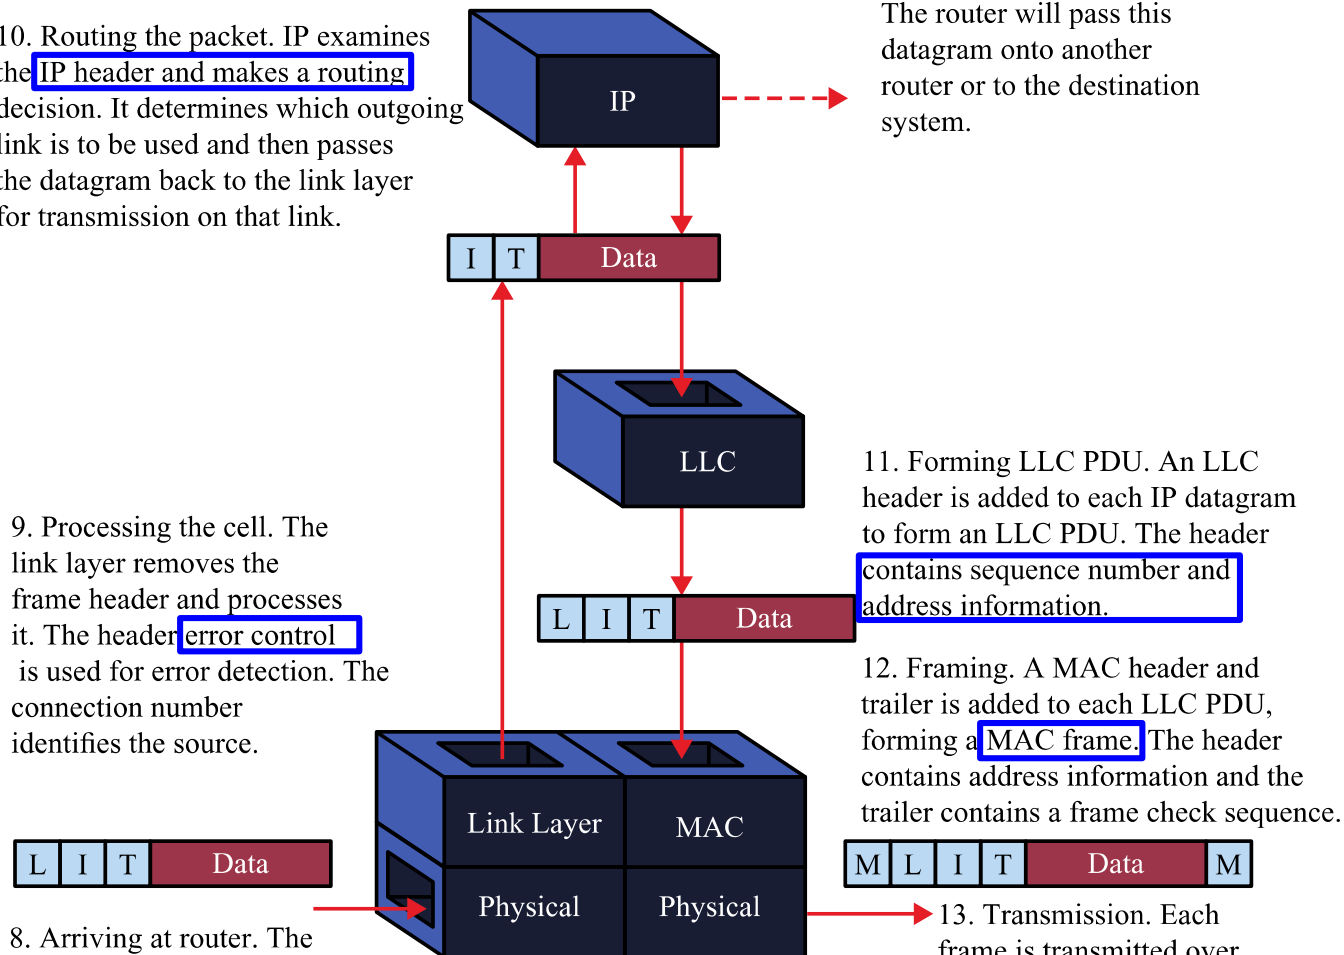 10. Routing the packet. IP examines
the IP header and makes a routing
decision. It determines which outgoing
link is to be used and then passes
the datagram back to the link layer
for transmission on that link.
IP
The router will pass this
datagram onto another
router or to the destination
system.
I T Data
LLC
11. Forming LLC PDU. An LLC
header is added to each IP datagram
to form an LLC PDU. The header
contains sequence number and
address information.
9. Processing the cell. The
link layer removes the
frame header and processes
it. The header error control
is used for error detection. The
connection number
identifies the source.
L I T Data
12. Framing. A MAC header and
trailer is added to each LLC PDU,
forming a MAC frame. The header
contains address information and the
trailer contains a frame check sequence.
Link Layer MAC
L I T Data
M L I T Data M
Physical Physical
8. Arriving at router. The
13. Transmission. Each
frame is transmitted over